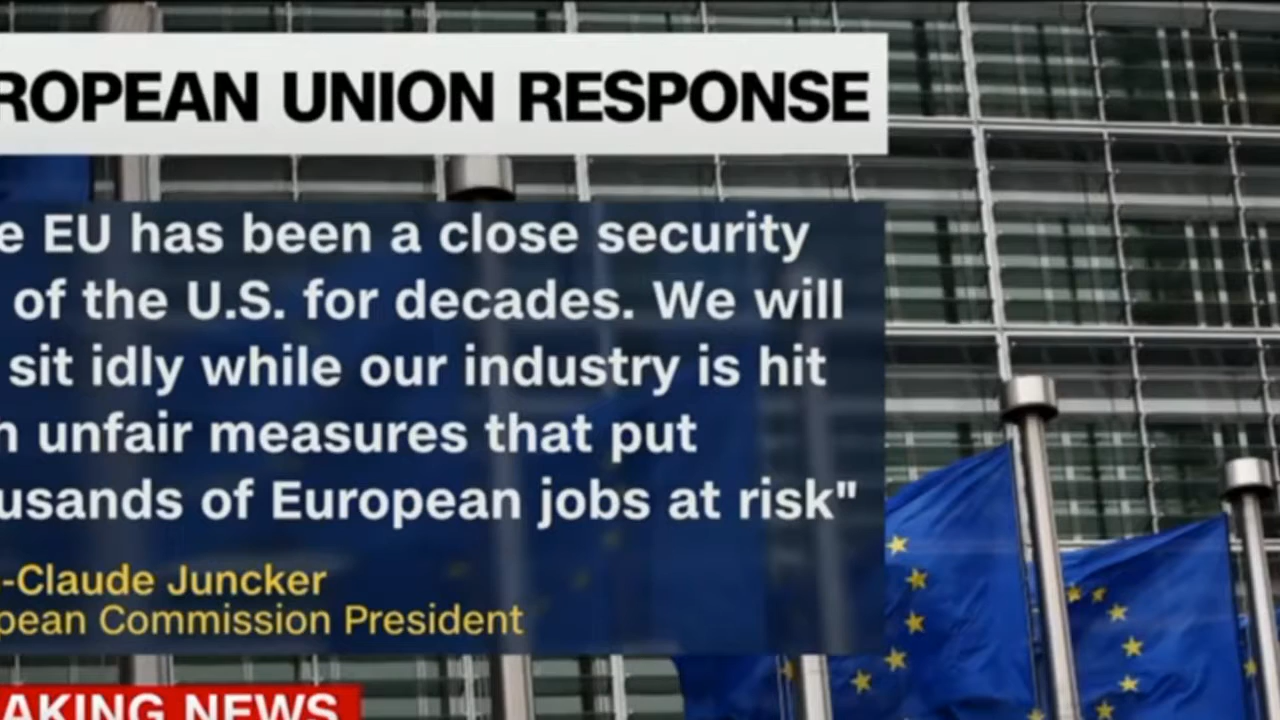 ROPEAN UNION RESPONSE
e EU has been a close security
of the U.S. for decades. We will
sit idly while our industry is hit
h unfair measures that put
usands of European jobs at risk"
-Claude Juncker
pean Commission President
AKING NEWS